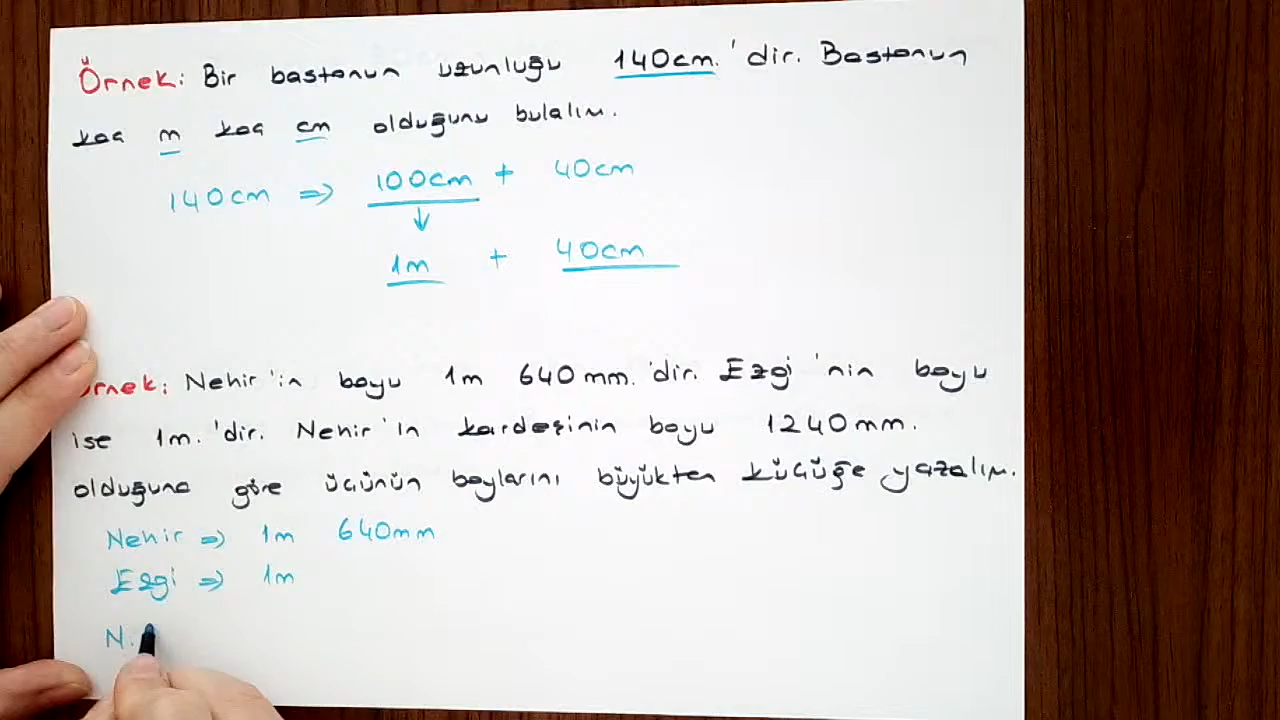 Örnek: Bir bastonun uzunluğu 140cm.'dir. Bastonun
kaç m kaç cm olduğunu bulalım.
140cm ⇒ 100cm + 40cm
↓
1m + 40cm
Örnek: Nehir'in boyu 1m 640mm.'dir. Ezgi'nin boyu
ise 1m.'dir. Nehir'in kardeşinin boyu 1240mm.
olduğuna göre üçünün boylarını büyükten küçüğe yazalım.
Nehir ⇒ 1m 640mm
Ezgi ⇒ 1m
N.